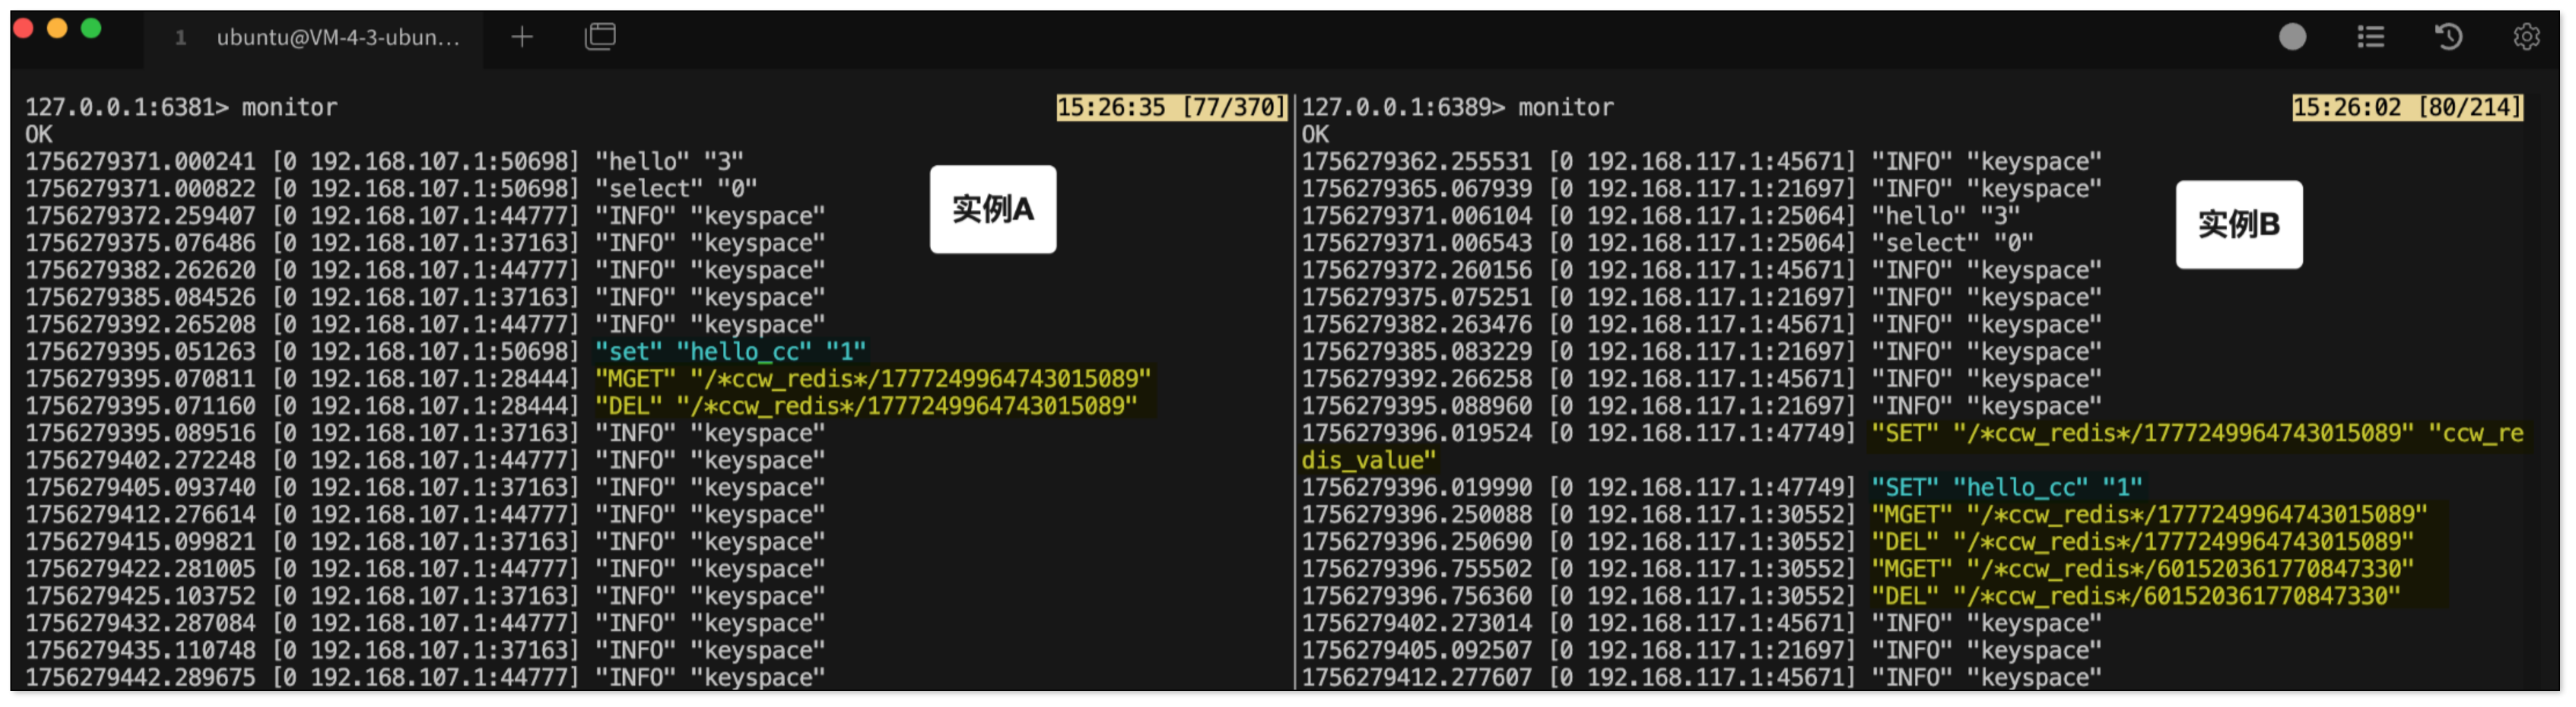 1 ubuntu@VM-4-3-ubun...
127.0.0.1:6381> monitor 15:26:35 [77/370]
OK
1756279371.000241 [0 192.168.107.1:50698] "hello" "3"
1756279371.000822 [0 192.168.107.1:50698] "select" "0"
1756279372.259407 [0 192.168.107.1:44777] "INFO" "keyspace"
1756279375.076486 [0 192.168.107.1:37163] "INFO" "keyspace"
1756279382.262620 [0 192.168.107.1:44777] "INFO" "keyspace"
1756279385.084526 [0 192.168.107.1:37163] "INFO" "keyspace"
1756279392.265208 [0 192.168.107.1:44777] "INFO" "keyspace"
1756279395.051263 [0 192.168.107.1:50698] "set" "hello_cc" "1"
1756279395.070811 [0 192.168.107.1:28444] "MGET" "/*ccw_redis*/1777249964743015089"
1756279395.071160 [0 192.168.107.1:28444] "DEL" "/*ccw_redis*/1777249964743015089"
1756279395.089516 [0 192.168.107.1:37163] "INFO" "keyspace"
1756279402.272248 [0 192.168.107.1:44777] "INFO" "keyspace"
1756279405.093740 [0 192.168.107.1:37163] "INFO" "keyspace"
1756279412.276614 [0 192.168.107.1:44777] "INFO" "keyspace"
1756279415.099821 [0 192.168.107.1:37163] "INFO" "keyspace"
1756279422.281005 [0 192.168.107.1:44777] "INFO" "keyspace"
1756279425.103752 [0 192.168.107.1:37163] "INFO" "keyspace"
1756279432.287084 [0 192.168.107.1:44777] "INFO" "keyspace"
1756279435.110748 [0 192.168.107.1:37163] "INFO" "keyspace"
1756279442.289675 [0 192.168.107.1:44777] "INFO" "keyspace"
实例A
127.0.0.1:6389> monitor 15:26:02 [80/214]
OK
1756279362.255531 [0 192.168.117.1:45671] "INFO" "keyspace"
1756279365.067939 [0 192.168.117.1:21697] "INFO" "keyspace"
1756279371.006104 [0 192.168.117.1:25064] "hello" "3"
1756279371.006543 [0 192.168.117.1:25064] "select" "0"
1756279372.260156 [0 192.168.117.1:45671] "INFO" "keyspace"
1756279375.075251 [0 192.168.117.1:21697] "INFO" "keyspace"
1756279382.263476 [0 192.168.117.1:45671] "INFO" "keyspace"
1756279385.083229 [0 192.168.117.1:21697] "INFO" "keyspace"
1756279392.266258 [0 192.168.117.1:45671] "INFO" "keyspace"
1756279395.088960 [0 192.168.117.1:21697] "INFO" "keyspace"
1756279396.019524 [0 192.168.117.1:47749] "SET" "/*ccw_redis*/1777249964743015089" "ccw_re
dis_value"
1756279396.019990 [0 192.168.117.1:47749] "SET" "hello_cc" "1"
1756279396.250088 [0 192.168.117.1:30552] "MGET" "/*ccw_redis*/1777249964743015089"
1756279396.250690 [0 192.168.117.1:30552] "DEL" "/*ccw_redis*/1777249964743015089"
1756279396.755502 [0 192.168.117.1:30552] "MGET" "/*ccw_redis*/601520361770847330"
1756279396.756360 [0 192.168.117.1:30552] "DEL" "/*ccw_redis*/601520361770847330"
1756279402.273014 [0 192.168.117.1:45671] "INFO" "keyspace"
1756279405.092507 [0 192.168.117.1:21697] "INFO" "keyspace"
1756279412.277607 [0 192.168.117.1:45671] "INFO" "keyspace"
实例B